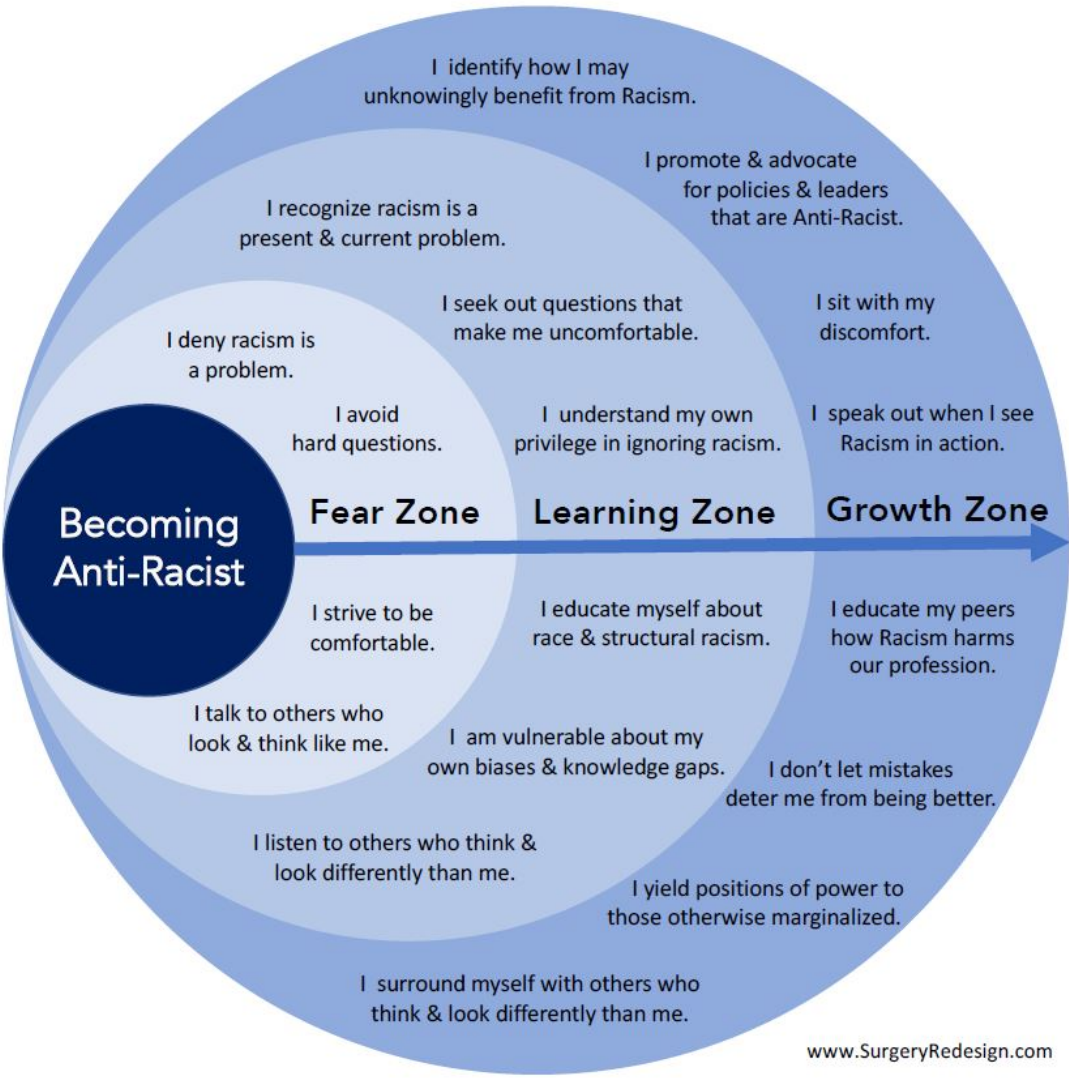 I identify how I may
unknowingly benefit from Racism.
I promote & advocate
for policies & leaders
that are Anti-Racist.
I recognize racism is a
present & current problem.
I seek out questions that
make me uncomfortable.
I sit with my
discomfort.
I deny racism is
a problem.
I avoid
hard questions.
I understand my own
privilege in ignoring racism.
I speak out when I see
Racism in action.
Becoming
Anti-Racist
Fear Zone
Learning Zone
Growth Zone
I strive to be
comfortable.
I educate myself about
race & structural racism.
I educate my peers
how Racism harms
our profession.
I talk to others who
look & think like me.
I am vulnerable about my
own biases & knowledge gaps.
I don't let mistakes
deter me from being better.
I listen to others who think &
look differently than me.
I yield positions of power to
those otherwise marginalized.
I surround myself with others who
think & look differently than me.
www.SurgeryRedesign.com